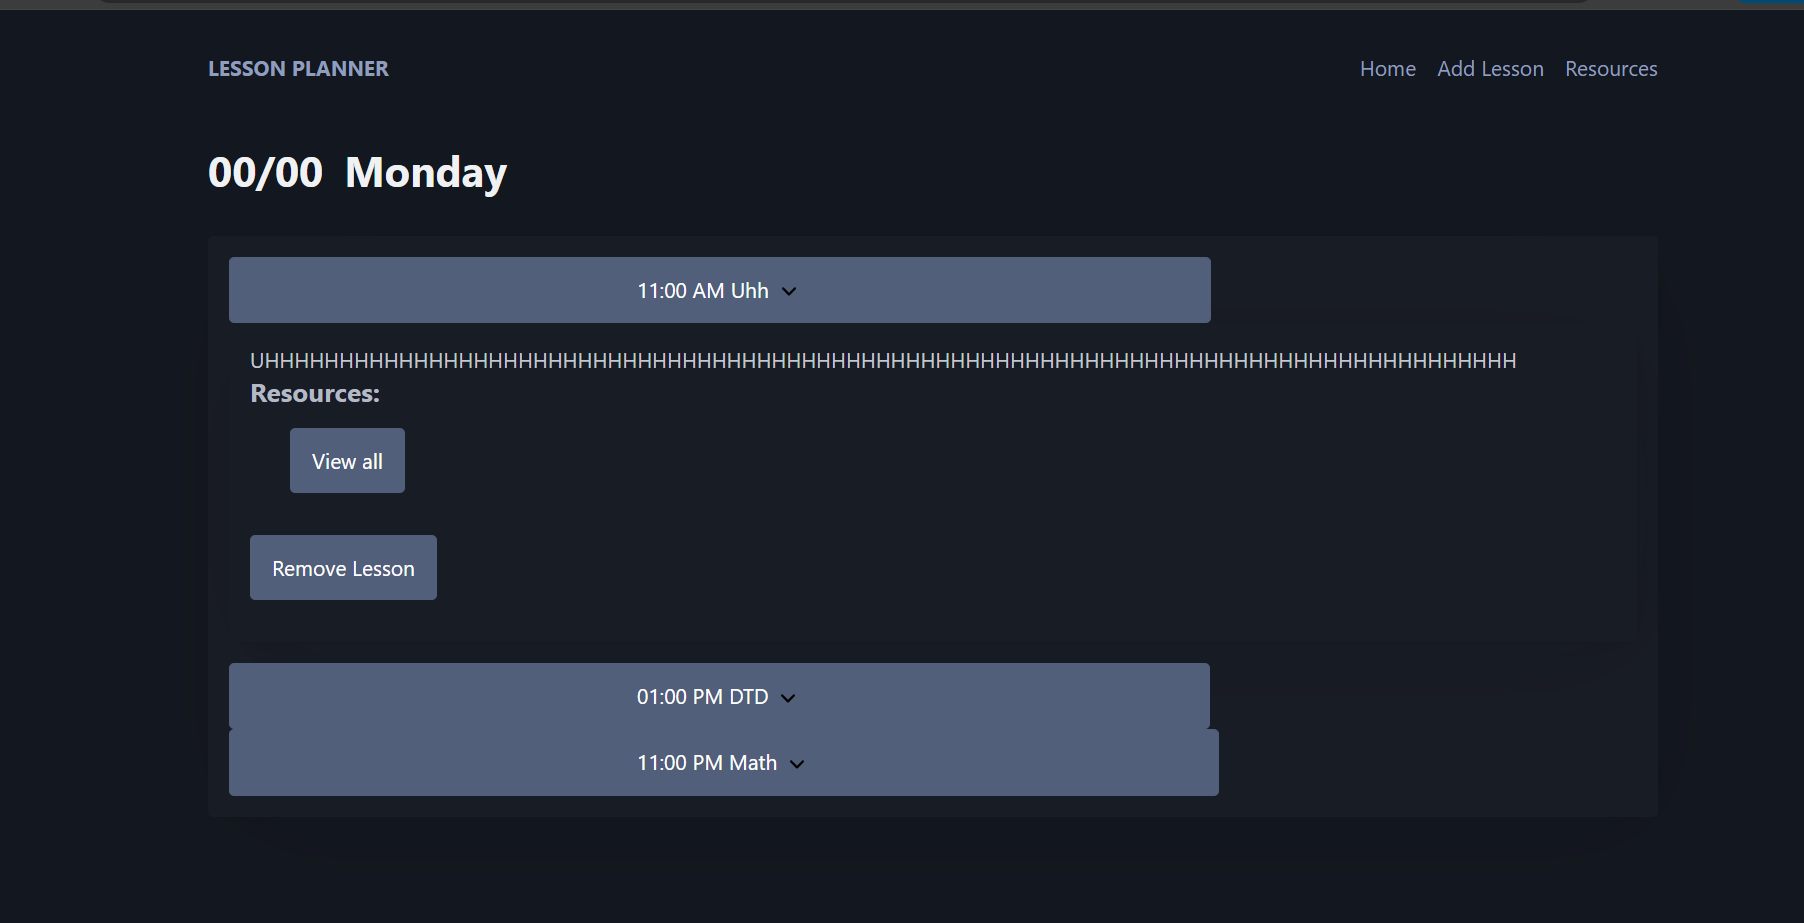 LESSON PLANNER Home Add Lesson Resources
00/00 Monday
11:00 AM Uhh
UHHHHHHHHHHHHHHHHHHHHHHHHHHHHHHHHHHHHHHHHHHHHHHHHHHHHHHHHHHHHHHHHHHHHHHHHHHHHHHHHHHHH
Resources:
View all
Remove Lesson
01:00 PM DTD
11:00 PM Math